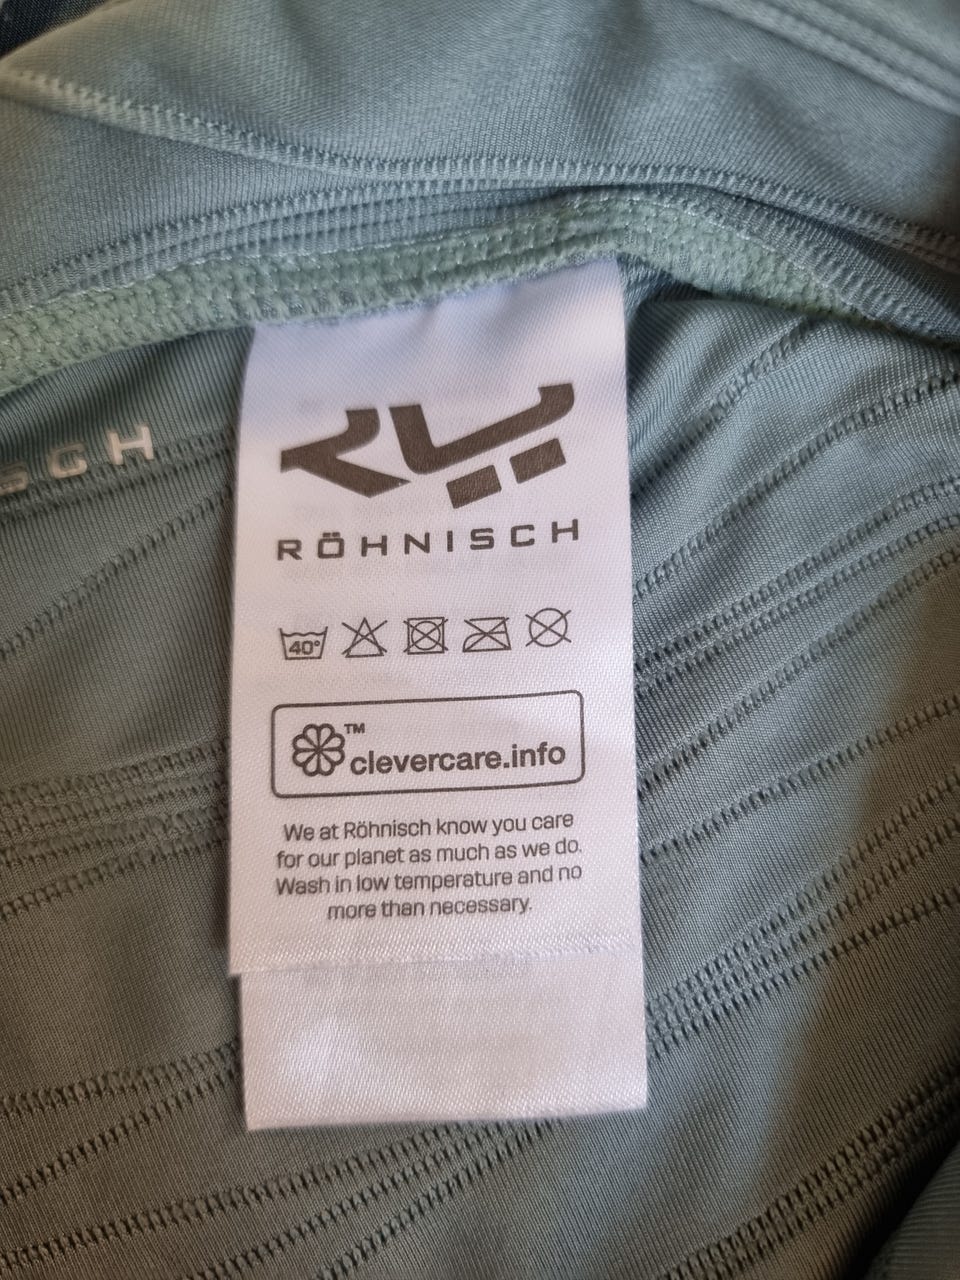 SCH
RÖHNISCH
40°
™
clevercare.info
We at Röhnisch know you care
for our planet as much as we do.
Wash in low temperature and no
more than necessary.